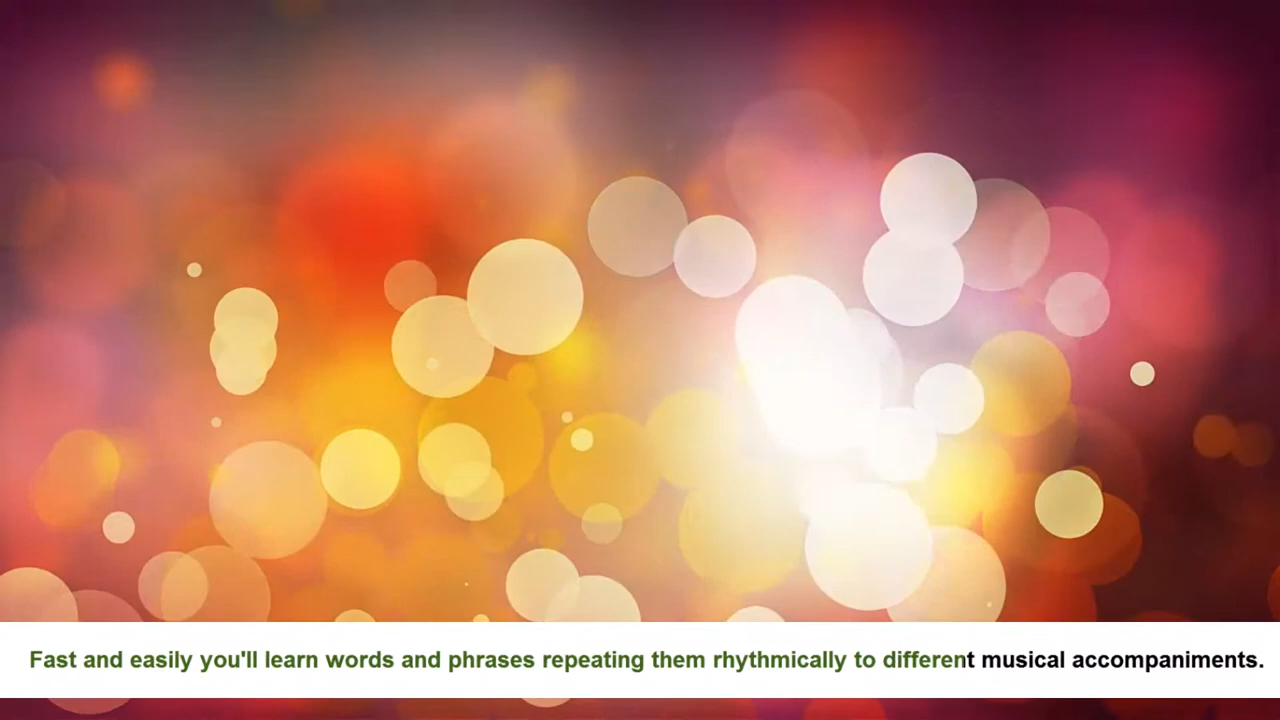 Fast and easily you'll learn words and phrases repeating them rhythmically to different musical accompaniments.